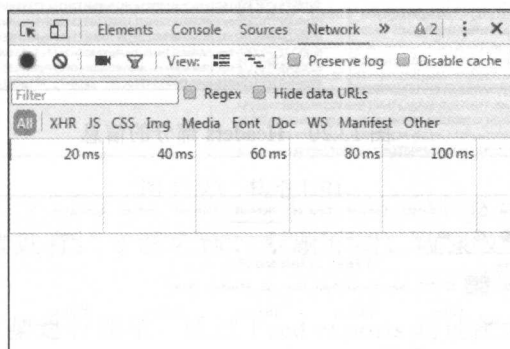 Elements Console Sources Network » 2
View: Preserve log Disable cache
Filter Regex Hide data URLs
All XHR JS CSS Img Media Font Doc WS Manifest Other
20 ms 40 ms 60 ms 80 ms 100 ms